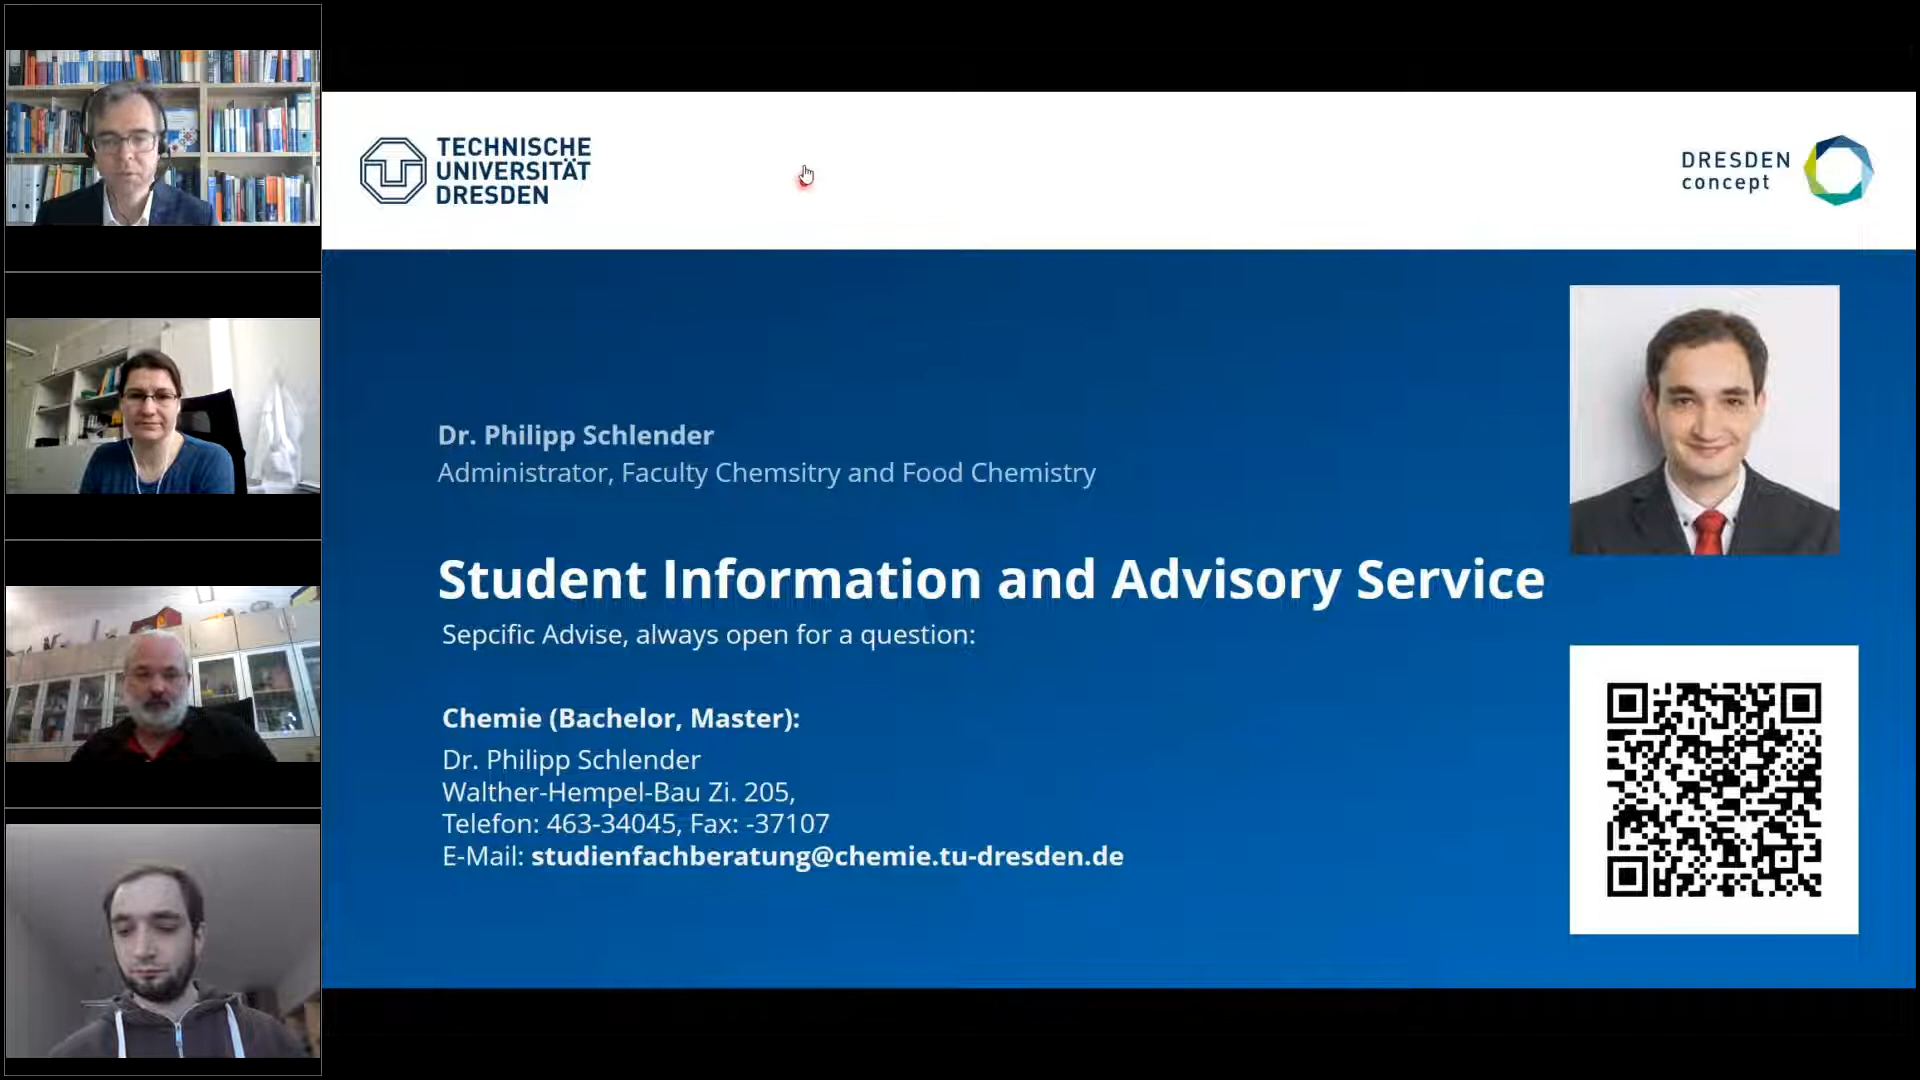 TECHNISCHE
UNIVERSITÄT
DRESDEN
DRESDEN
concept
Dr. Philipp Schlender
Administrator, Faculty Chemsitry and Food Chemistry
Student Information and Advisory Service
Sepcific Advise, always open for a question:
Chemie (Bachelor, Master):
Dr. Philipp Schlender
Walther-Hempel-Bau Zi. 205,
Telefon: 463-34045, Fax: -37107
E-Mail: studienfachberatung@chemie.tu-dresden.de